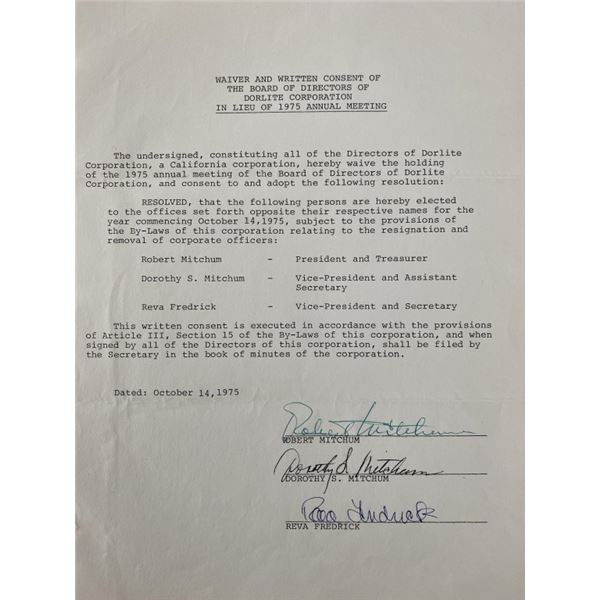 WAIVER AND WRITTEN CONSENT OF
THE BOARD OF DIRECTORS OF
DORLITE CORPORATION
IN LIEU OF 1975 ANNUAL MEETING
The undersigned, constituting all of the Directors of Dorlite
Corporation, a California corporation, hereby waive the holding
of the 1975 annual meeting of the Board of Directors of Dorlite
Corporation, and consent to and adopt the following resolution:
RESOLVED, that the following persons are hereby elected
to the offices set forth opposite their respective names for the
year commencing October 14,1975, subject to the provisions of
the By-Laws of this corporation relating to the resignation and
removal of corporate officers:
Robert Mitchum - President and Treasurer
Dorothy S. Mitchum - Vice-President and Assistant
Secretary
Reva Fredrick - Vice-President and Secretary
This written consent is executed in accordance with the provisions
of Article III, Section 15 of the By-Laws of this corporation, and when
signed by all of the Directors of this corporation, shall be filed by
the Secretary in the book of minutes of the corporation.
Dated: October 14,1975
Robert Mitchum
ROBERT MITCHUM
Dorothy S. Mitchum
DOROTHY S. MITCHUM
Reva Fredrick
REVA FREDRICK